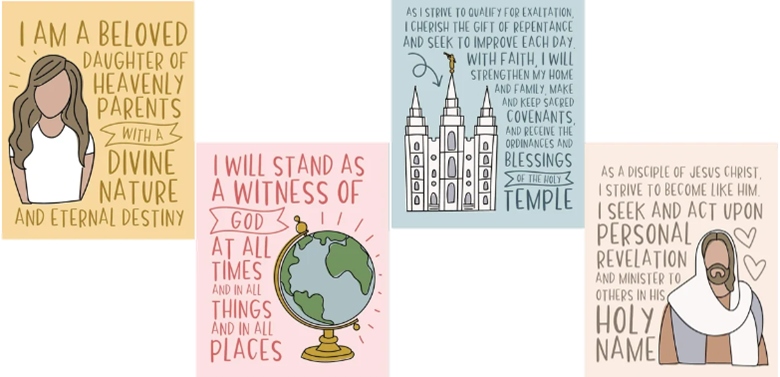 I AM A BELOVED
DAUGHTER OF
HEAVENLY
PARENTS
WITH A
DIVINE
NATURE
AND ETERNAL DESTINY
I WILL STAND AS
A WITNESS OF
GOD
AT ALL
TIMES
AND IN ALL
THINGS
AND IN ALL
PLACES
AS I STRIVE TO QUALIFY FOR EXALTATION,
I CHERISH THE GIFT OF REPENTANCE
AND SEEK TO IMPROVE EACH DAY.
WITH FAITH, I WILL
STRENGTHEN MY HOME
AND FAMILY, MAKE
AND KEEP SACRED
COVENANTS,
AND RECEIVE THE
ORDINANCES AND
BLESSINGS
OF THE HOLY
TEMPLE
AS A DISCIPLE OF JESUS CHRIST,
I STRIVE TO BECOME LIKE HIM.
I SEEK AND ACT UPON
PERSONAL
REVELATION
AND MINISTER TO
OTHERS IN HIS
HOLY
NAME